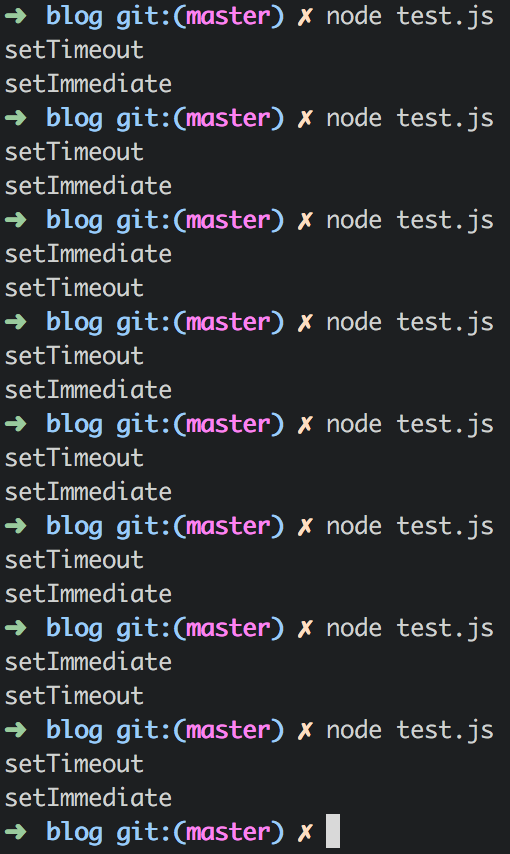 ➜ blog git:(master) ✗ node test.js
setTimeout
setImmediate
➜ blog git:(master) ✗ node test.js
setTimeout
setImmediate
➜ blog git:(master) ✗ node test.js
setImmediate
setTimeout
➜ blog git:(master) ✗ node test.js
setTimeout
setImmediate
➜ blog git:(master) ✗ node test.js
setTimeout
setImmediate
➜ blog git:(master) ✗ node test.js
setTimeout
setImmediate
➜ blog git:(master) ✗ node test.js
setImmediate
setTimeout
➜ blog git:(master) ✗ node test.js
setTimeout
setImmediate
➜ blog git:(master) ✗